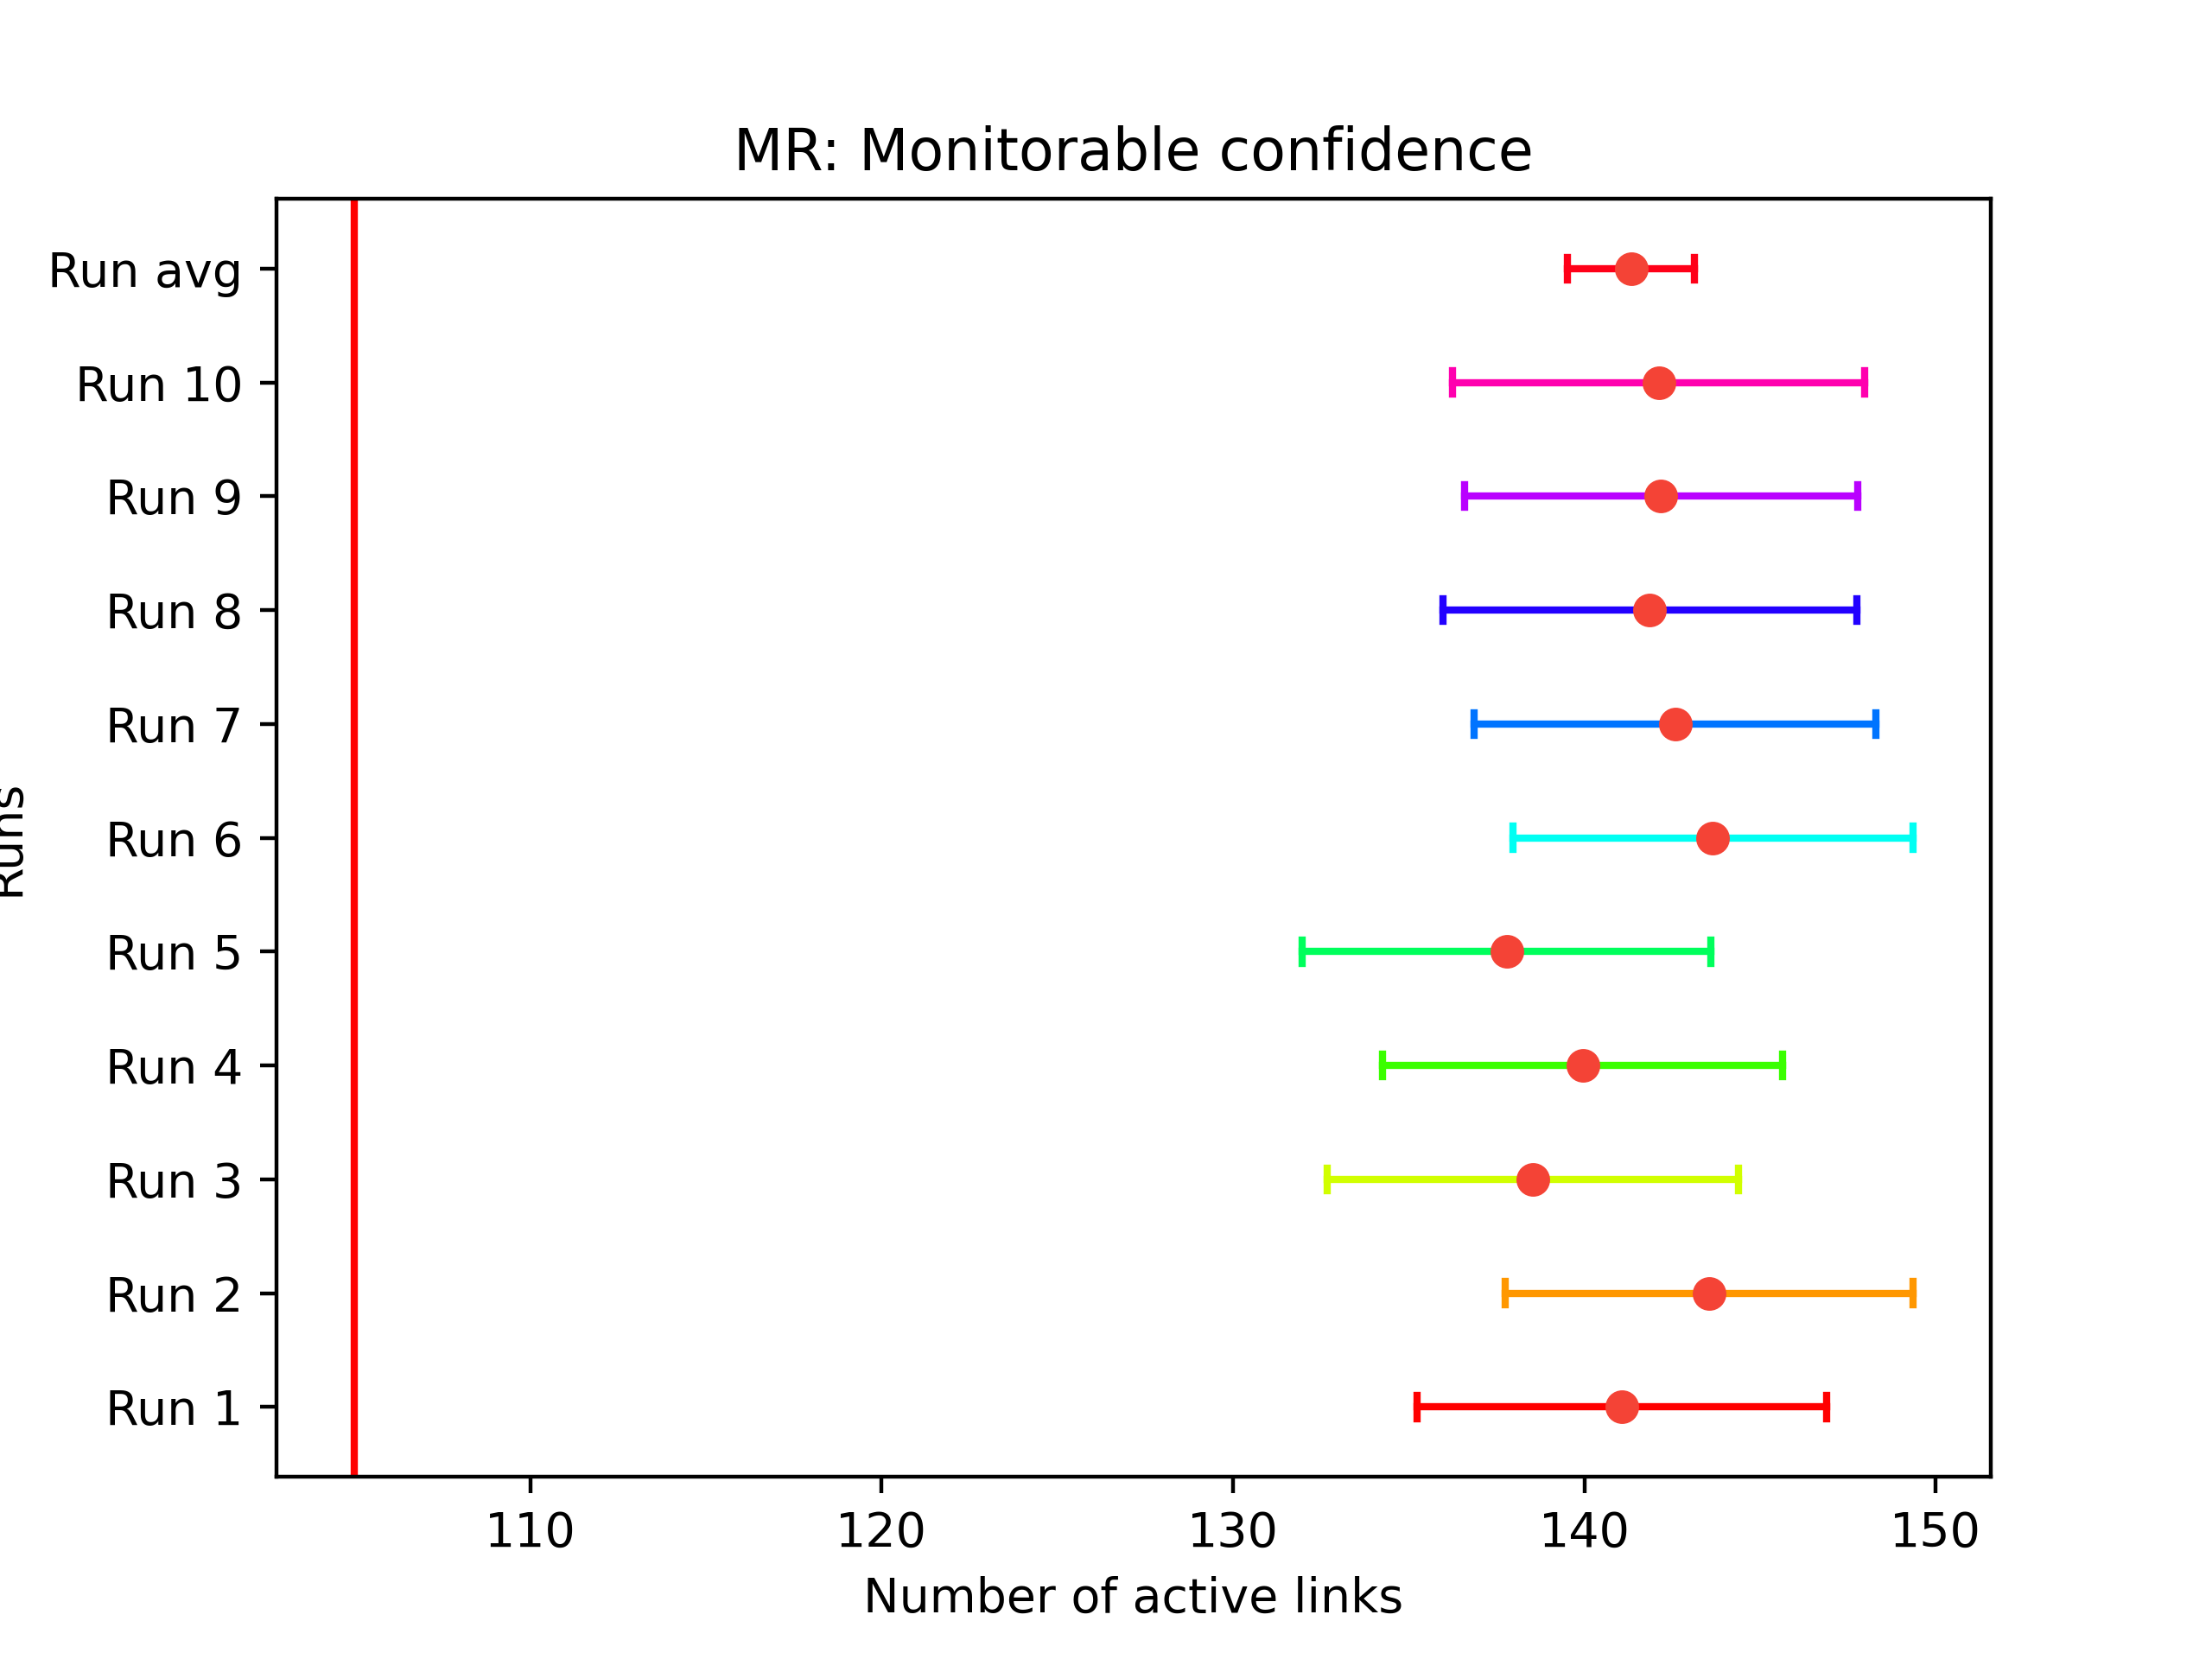 MR: Monitorable confidence
Run avg
Run 10
Run 9
Run 8
Run 7
Run 6
Run 5
Run 4
Run 3
Run 2
Run 1
Runs
110 120 130 140 150
Number of active links